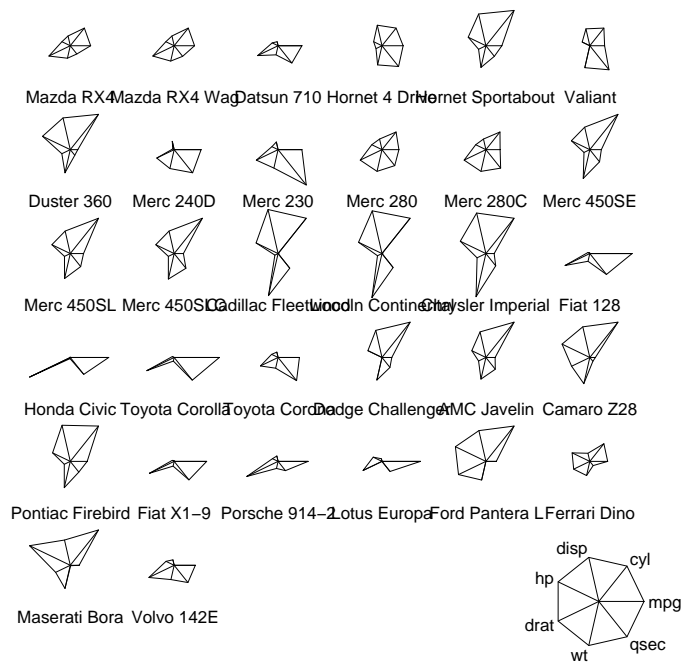 Mazda RX4 Mazda RX4 Wag Datsun 710 Hornet 4 Drive Hornet Sportabout Valiant
Duster 360 Merc 240D Merc 230 Merc 280 Merc 280C Merc 450SE
Merc 450SL Merc 450SLC Cadillac Fleetwood Lincoln Continental Chrysler Imperial Fiat 128
Honda Civic Toyota Corolla Toyota Corona Dodge Challenger AMC Javelin Camaro Z28
Pontiac Firebird Fiat X1−9 Porsche 914−2 Lotus Europa Ford Pantera L Ferrari Dino
Maserati Bora Volvo 142E
disp
cyl
hp
mpg
drat
qsec
wt